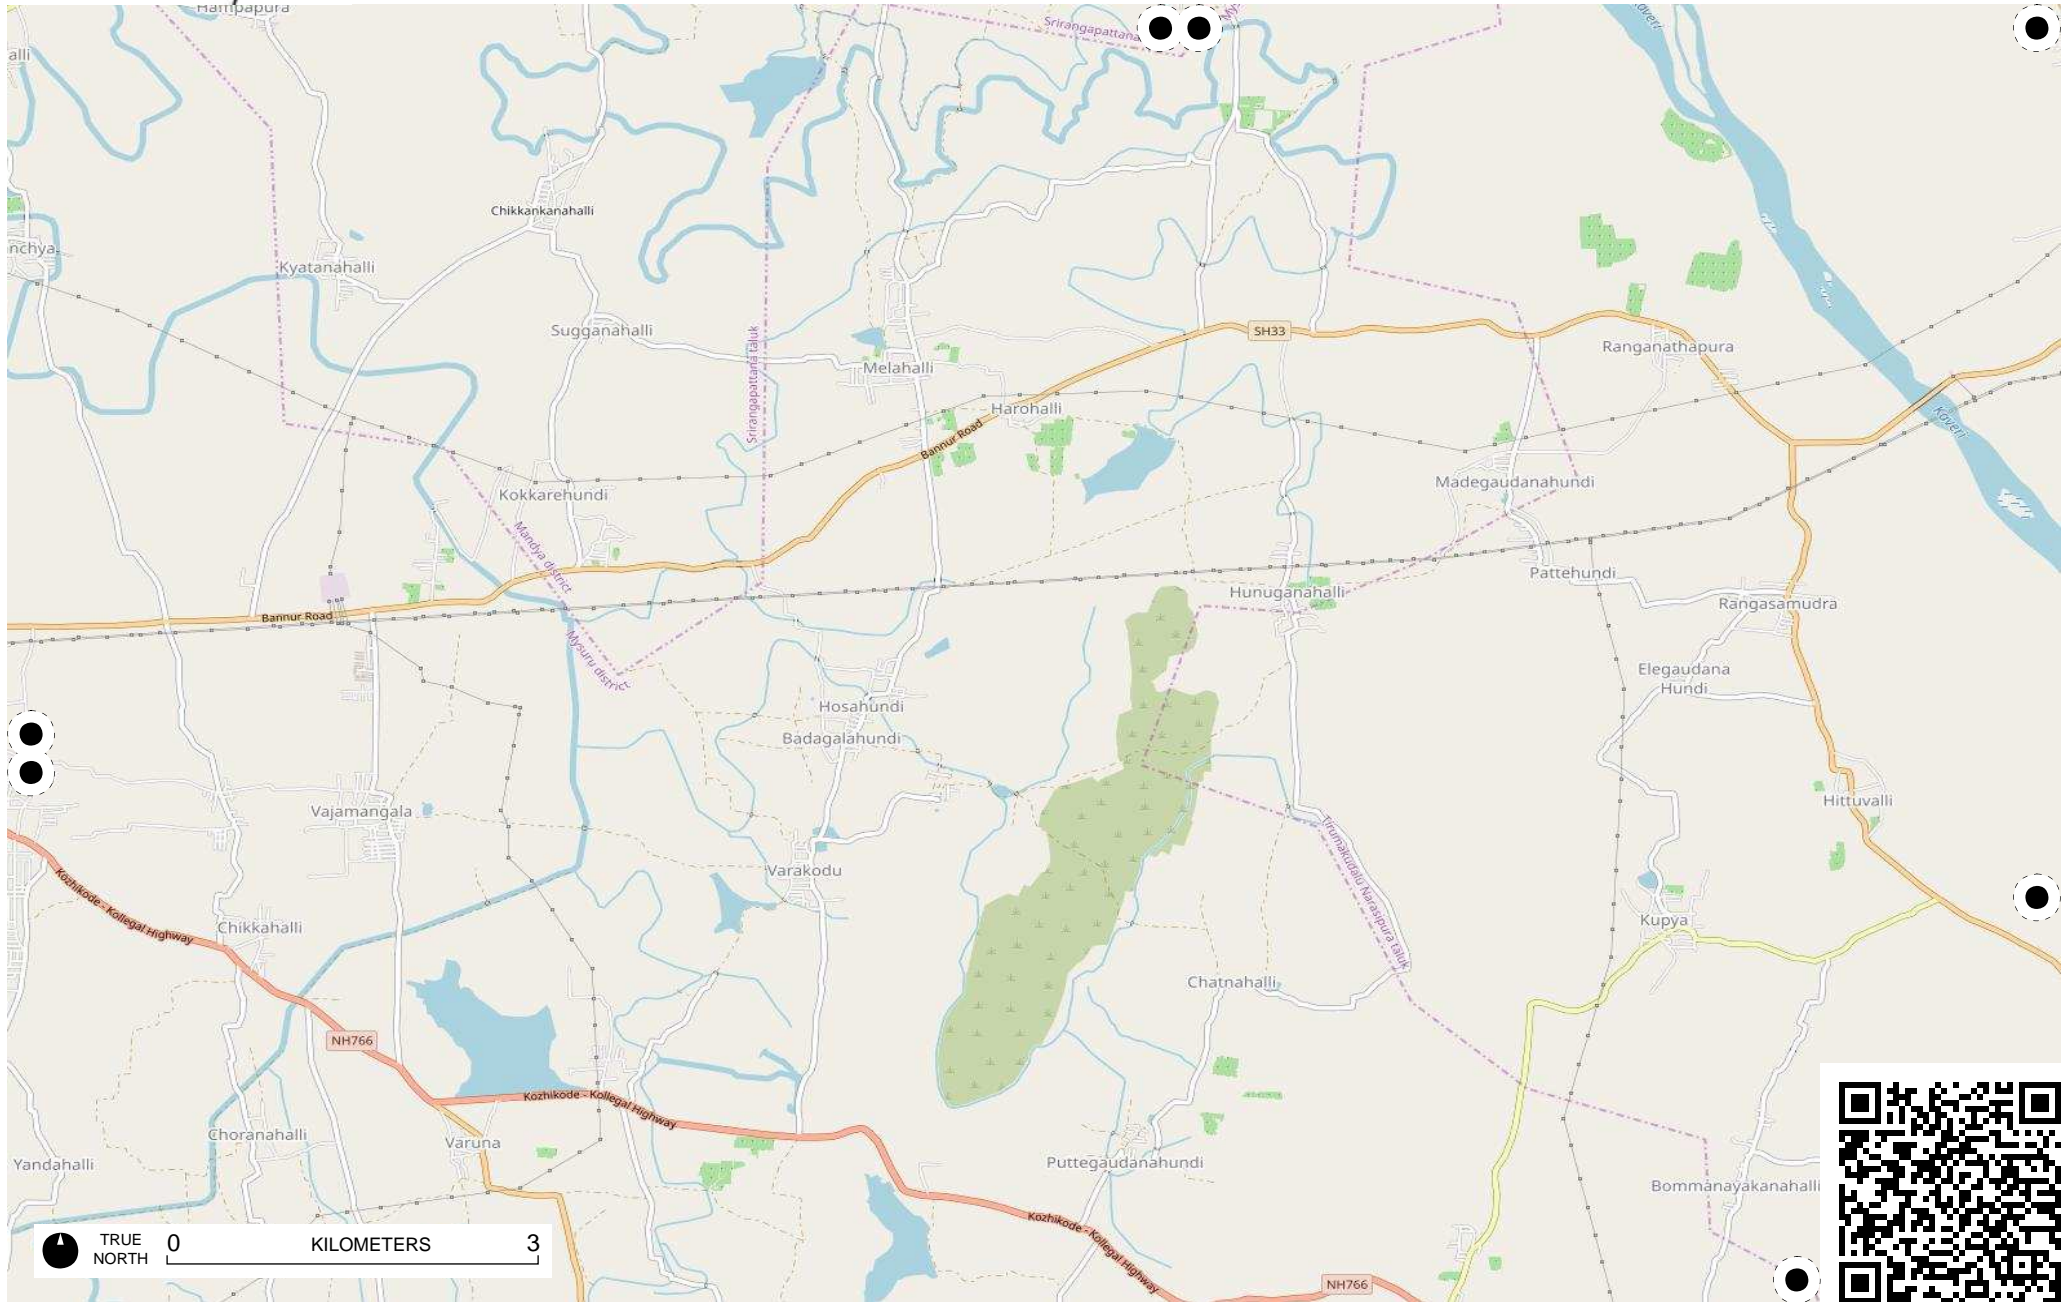 Hampapura
Srirangapattana
Kaveri
alli
Chikkankanahalli
nchya
Kyatanahalli
Sugganahalli
Srirangapattana taluk
SH33
Ranganathapura
Melahalli
Harohalli
Bannur Road
Kaveri
Kokkarehundi
Madegaudanahundi
Mandya district
Pattehundi
Hunuganahalli
Rangasamudra
Bannur Road
Mysuru district
Elegaudana
Hundi
Hosahundi
Badagalahundi
Vajamangala
Hittuvalli
Tirumakudalu Narasipura taluk
Varakodu
Kozhikode - Kollegal Highway
Chikkahalli
Kupya
Chatnahalli
NH766
Kozhikode - Kollegal Highway
Choranahalli
Varuna
Yandahalli
Puttegaudanahundi
Bommanayakanahalli
Kozhikode - Kollegal Highway
NH766
TRUE
NORTH
0
KILOMETERS
3